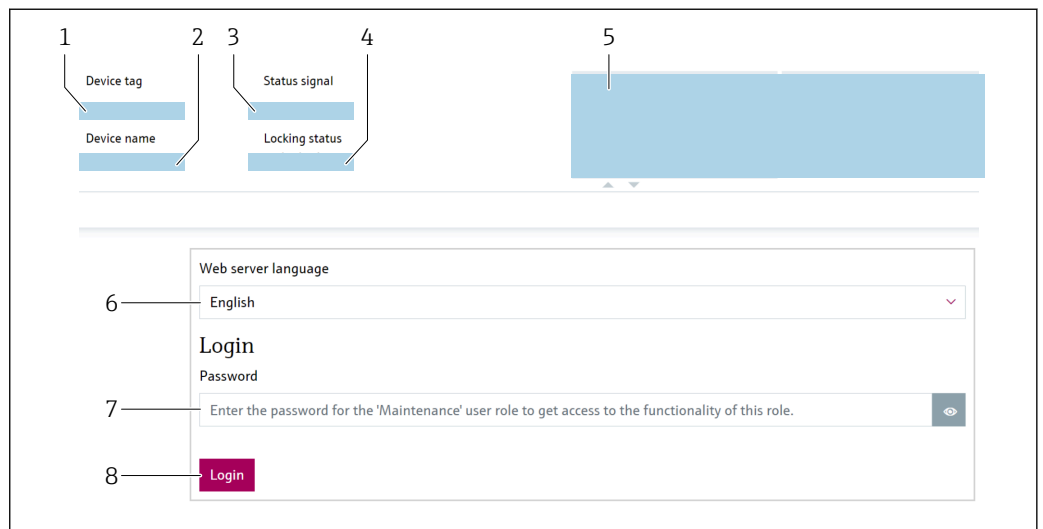 1 2 3 4 5
Device tag Status signal
Device name Locking status
Web server language
6 English
Login
Password
7 Enter the password for the 'Maintenance' user role to get access to the functionality of this role.
8 Login